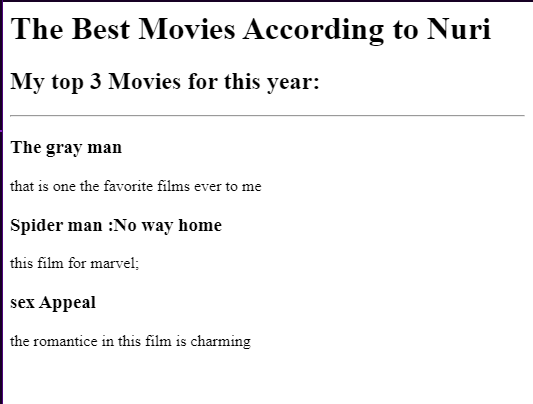 The Best Movies According to Nuri
My top 3 Movies for this year:
The gray man
that is one the favorite films ever to me
Spider man :No way home
this film for marvel;
sex Appeal
the romantice in this film is charming